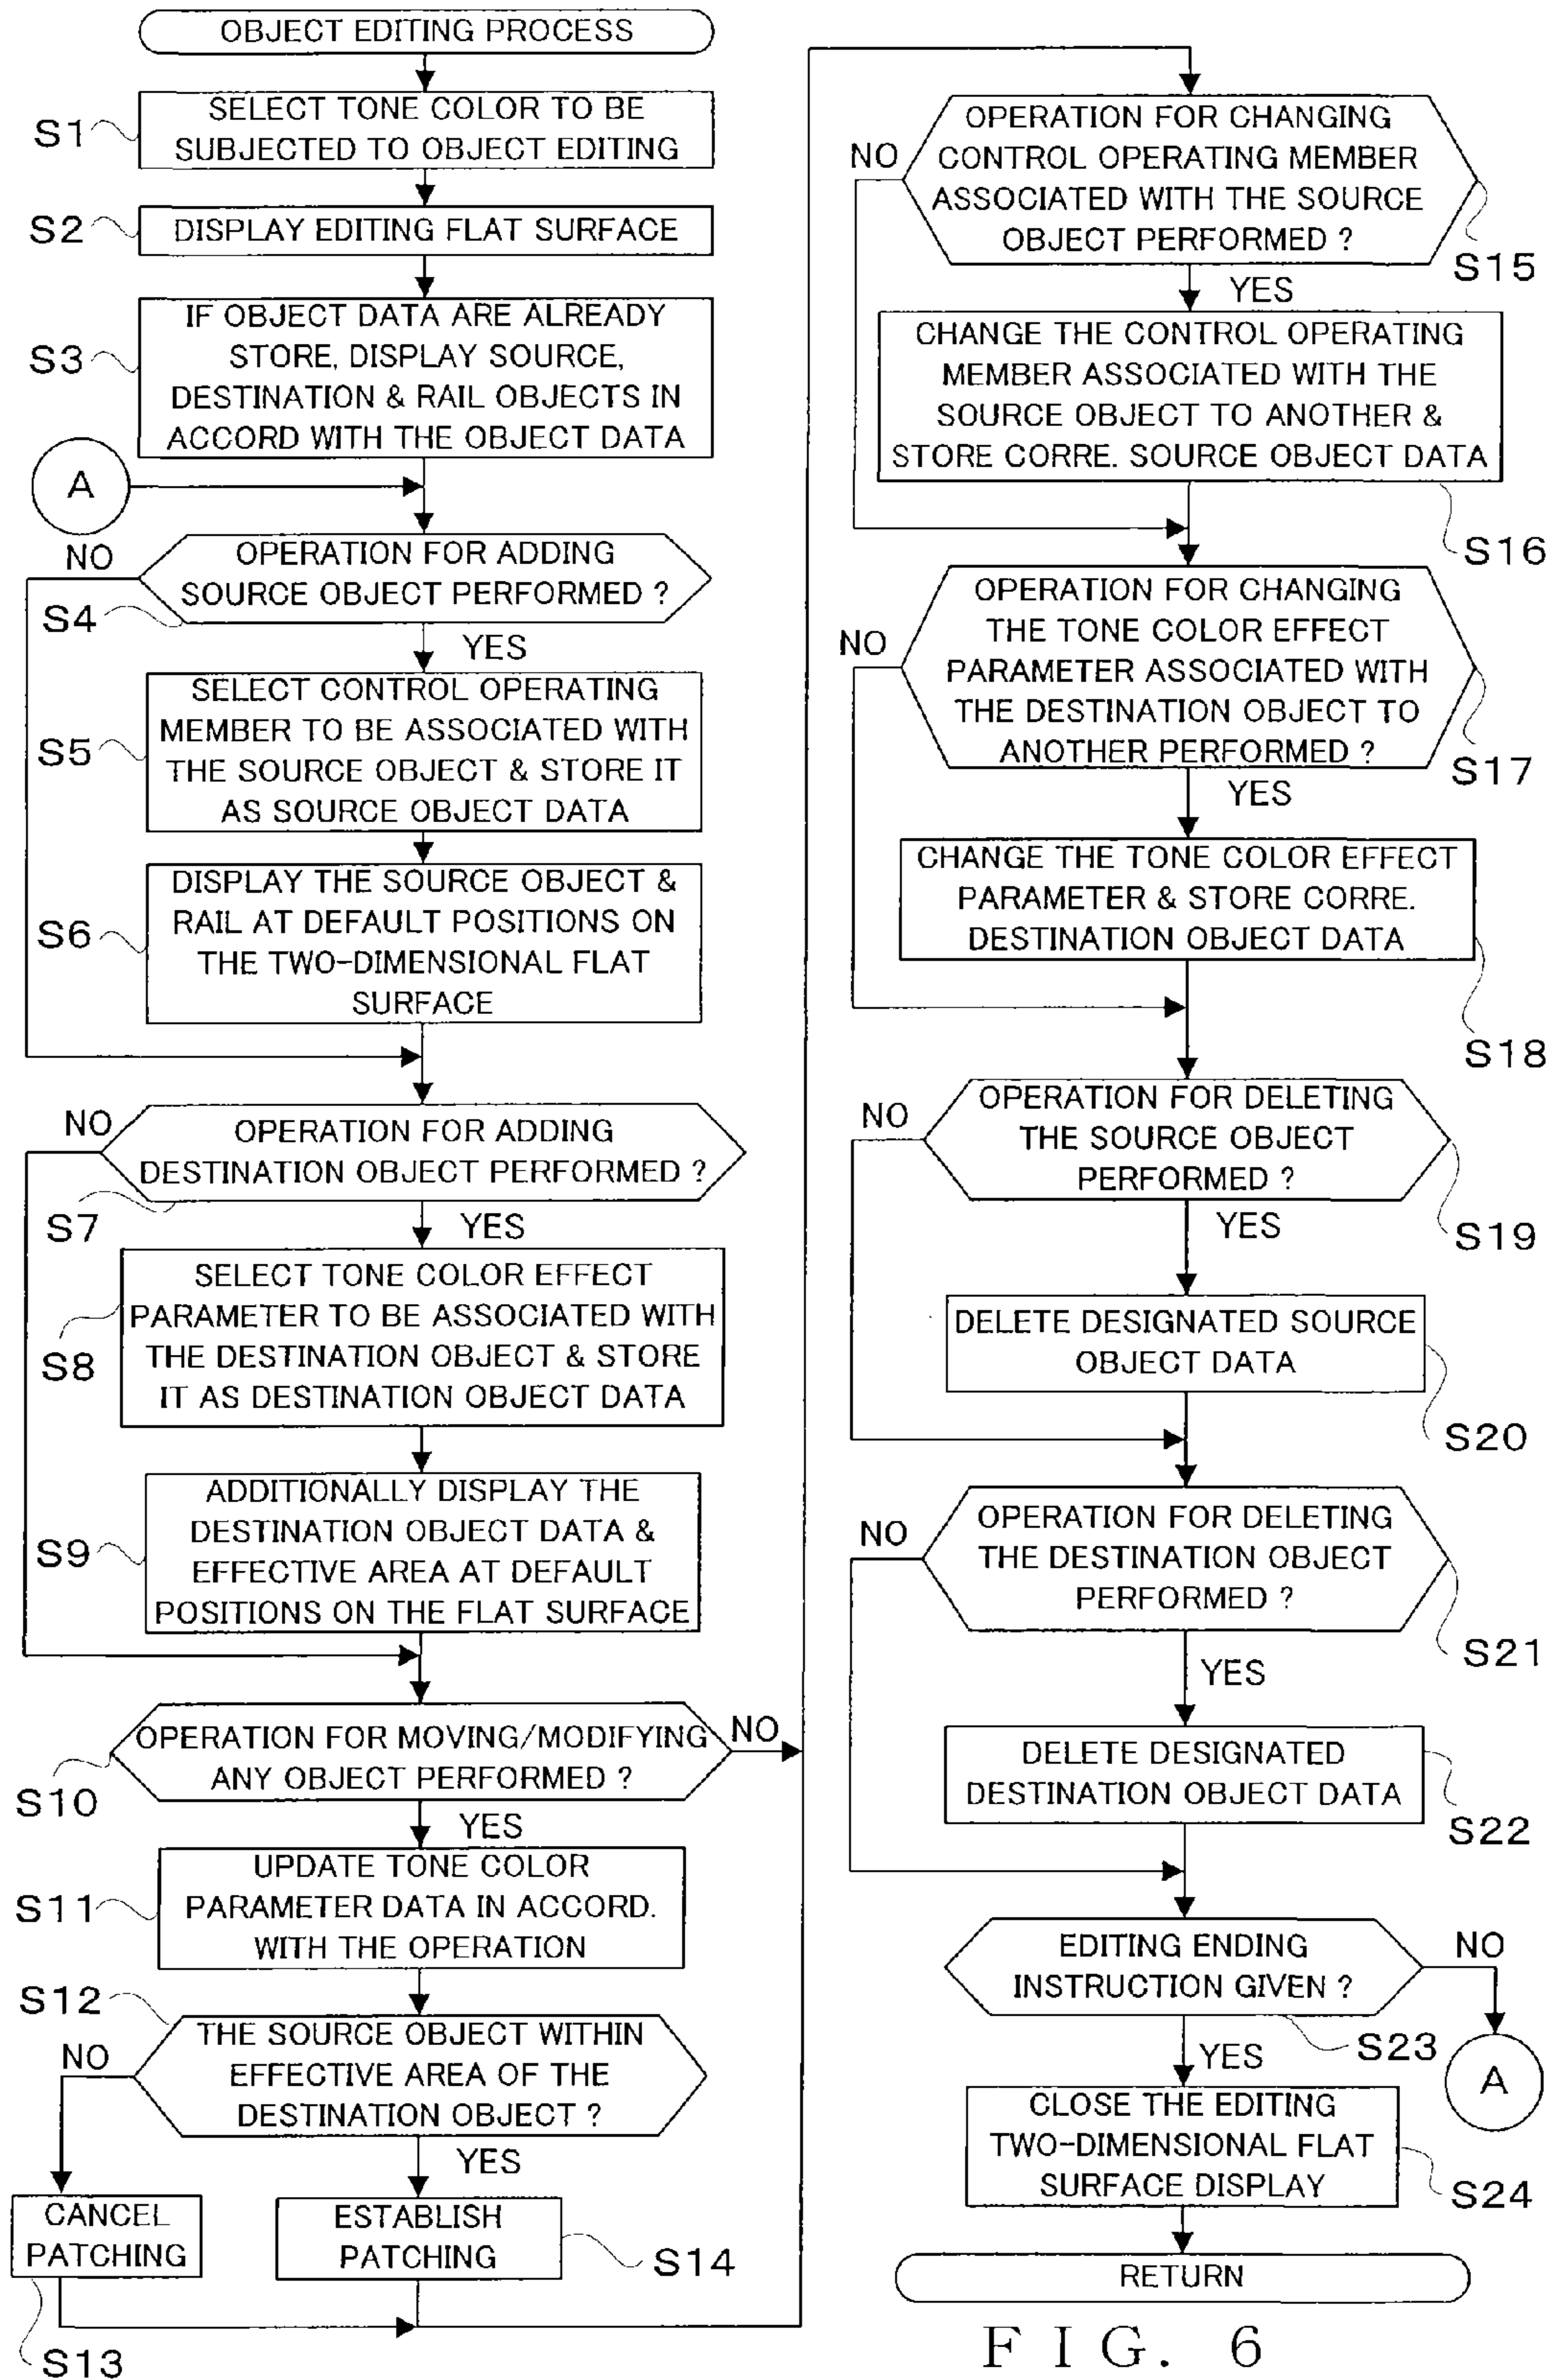 OBJECT EDITING PROCESS
S1
SELECT TONE COLOR TO BE
SUBJECTED TO OBJECT EDITING
S2
DISPLAY EDITING FLAT SURFACE
S3
IF OBJECT DATA ARE ALREADY
STORE, DISPLAY SOURCE,
DESTINATION & RAIL OBJECTS IN
ACCORD WITH THE OBJECT DATA
A
NO
OPERATION FOR ADDING
SOURCE OBJECT PERFORMED ?
S4
YES
S5
SELECT CONTROL OPERATING
MEMBER TO BE ASSOCIATED WITH
THE SOURCE OBJECT & STORE IT
AS SOURCE OBJECT DATA
S6
DISPLAY THE SOURCE OBJECT &
RAIL AT DEFAULT POSITIONS ON
THE TWO-DIMENSIONAL FLAT
SURFACE
NO
OPERATION FOR ADDING
DESTINATION OBJECT PERFORMED ?
S7
YES
S8
SELECT TONE COLOR EFFECT
PARAMETER TO BE ASSOCIATED WITH
THE DESTINATION OBJECT & STORE
IT AS DESTINATION OBJECT DATA
S9
ADDITIONALLY DISPLAY THE
DESTINATION OBJECT DATA &
EFFECTIVE AREA AT DEFAULT
POSITIONS ON THE FLAT SURFACE
OPERATION FOR MOVING/MODIFYING
ANY OBJECT PERFORMED ?
NO
S10
YES
S11
UPDATE TONE COLOR
PARAMETER DATA IN ACCORD.
WITH THE OPERATION
S12
THE SOURCE OBJECT WITHIN
EFFECTIVE AREA OF THE
DESTINATION OBJECT ?
NO
YES
CANCEL
PATCHING
S13
ESTABLISH
PATCHING
S14
OPERATION FOR CHANGING
CONTROL OPERATING MEMBER
ASSOCIATED WITH THE SOURCE
OBJECT PERFORMED ?
NO
S15
YES
CHANGE THE CONTROL OPERATING
MEMBER ASSOCIATED WITH THE
SOURCE OBJECT TO ANOTHER &
STORE CORRE. SOURCE OBJECT DATA
S16
OPERATION FOR CHANGING
THE TONE COLOR EFFECT
PARAMETER ASSOCIATED WITH
THE DESTINATION OBJECT TO
ANOTHER PERFORMED ?
NO
S17
YES
CHANGE THE TONE COLOR EFFECT
PARAMETER & STORE CORRE.
DESTINATION OBJECT DATA
S18
OPERATION FOR DELETING
THE SOURCE OBJECT
PERFORMED ?
NO
S19
YES
DELETE DESIGNATED SOURCE
OBJECT DATA
S20
OPERATION FOR DELETING
THE DESTINATION OBJECT
PERFORMED ?
NO
S21
YES
DELETE DESIGNATED
DESTINATION OBJECT DATA
S22
EDITING ENDING
INSTRUCTION GIVEN ?
NO
S23
YES
A
CLOSE THE EDITING
TWO-DIMENSIONAL FLAT
SURFACE DISPLAY
S24
RETURN
FIG. 6